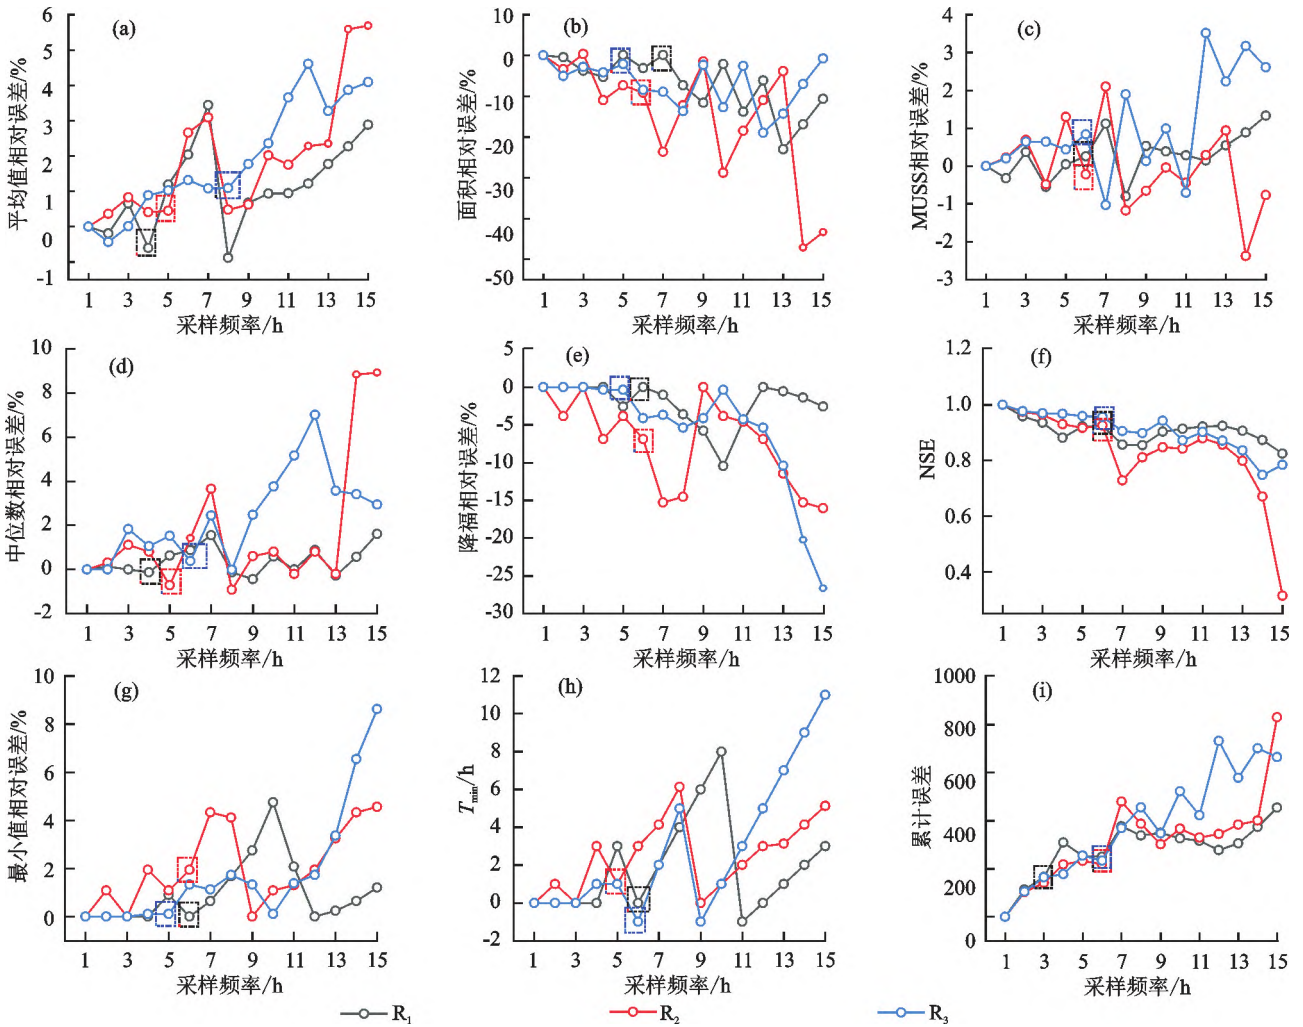 (a)
平均值相对误差/%
6
5
4
3
2
1
0
-1
1 3 5 7 9 11 13 15
采样频率/h
(b)
面积相对误差/%
10
0
-10
-20
-30
-40
-50
1 3 5 7 9 11 13 15
采样频率/h
(c)
MUSS相对误差/%
4
3
2
1
0
-1
-2
-3
1 3 5 7 9 11 13 15
采样频率/h
(d)
中位数相对误差/%
10
8
6
4
2
0
-2
1 3 5 7 9 11 13 15
采样频率/h
(e)
降福相对误差/%
5
0
-5
-10
-15
-20
-25
-30
1 3 5 7 9 11 13 15
采样频率/h
(f)
NSE
1.2
1.0
0.8
0.6
0.4
1 3 5 7 9 11 13 15
采样频率/h
(g)
最小值相对误差/%
10
8
6
4
2
0
1 3 5 7 9 11 13 15
采样频率/h
(h)
Tmin/h
12
10
8
6
4
2
0
-2
1 3 5 7 9 11 13 15
采样频率/h
(i)
累计误差
1000
800
600
400
200
0
1 3 5 7 9 11 13 15
采样频率/h
R1 R2 R3